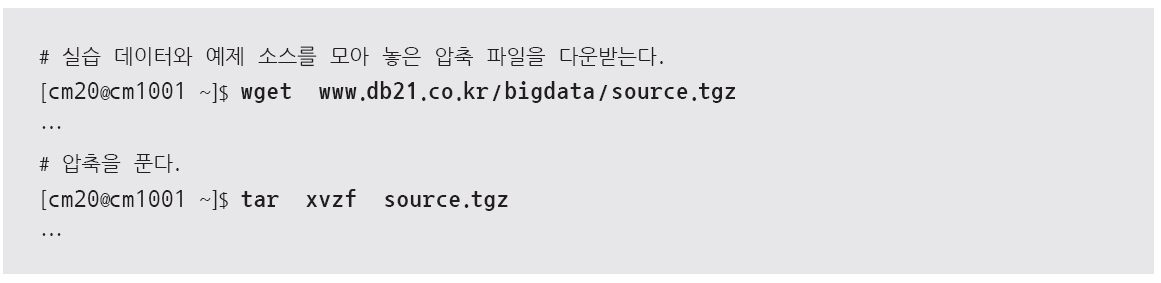 # 실습 데이터와 예제 소스를 모아 놓은 압축 파일을 다운받는다.
[cm20@cm1001 ~]$ wget www.db21.co.kr/bigdata/source.tgz
...
# 압축을 푼다.
[cm20@cm1001 ~]$ tar xvzf source.tgz
...